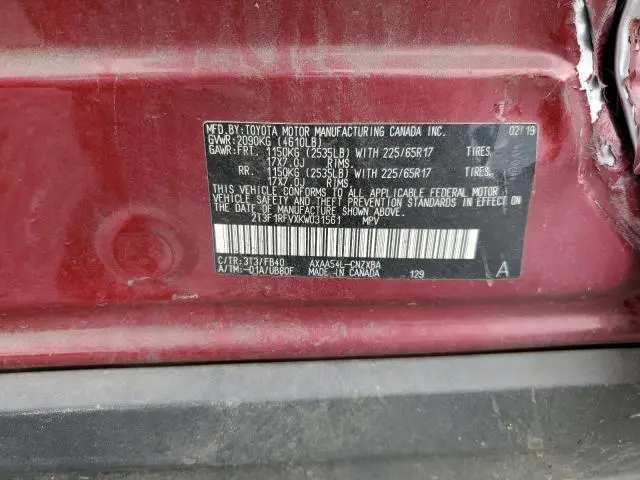 MFD.BY:TOYOTA MOTOR MANUFACTURING CANADA INC. 02/19
GVWR:2090KG (4610LB)
GAWR:FRT. 1150KG (2535LB) WITH 225/65R17 TIRES,
17X7.0J RIMS,
RR. 1150KG (2535LB) WITH 225/65R17 TIRES,
17X7.0J RIMS,
THIS VEHICLE CONFORMS TO ALL APPLICABLE FEDERAL MOTOR
VEHICLE SAFETY AND THEFT PREVENTION STANDARDS IN EFFECT ON
THE DATE OF MANUFACTURE SHOWN ABOVE.
2T3F1RFVXKW031561 MPV
C/TR:3T3/FB40 AXAA54L-CNZXBA
A/TM:-01A/UB80F MADE IN CANADA 129
A